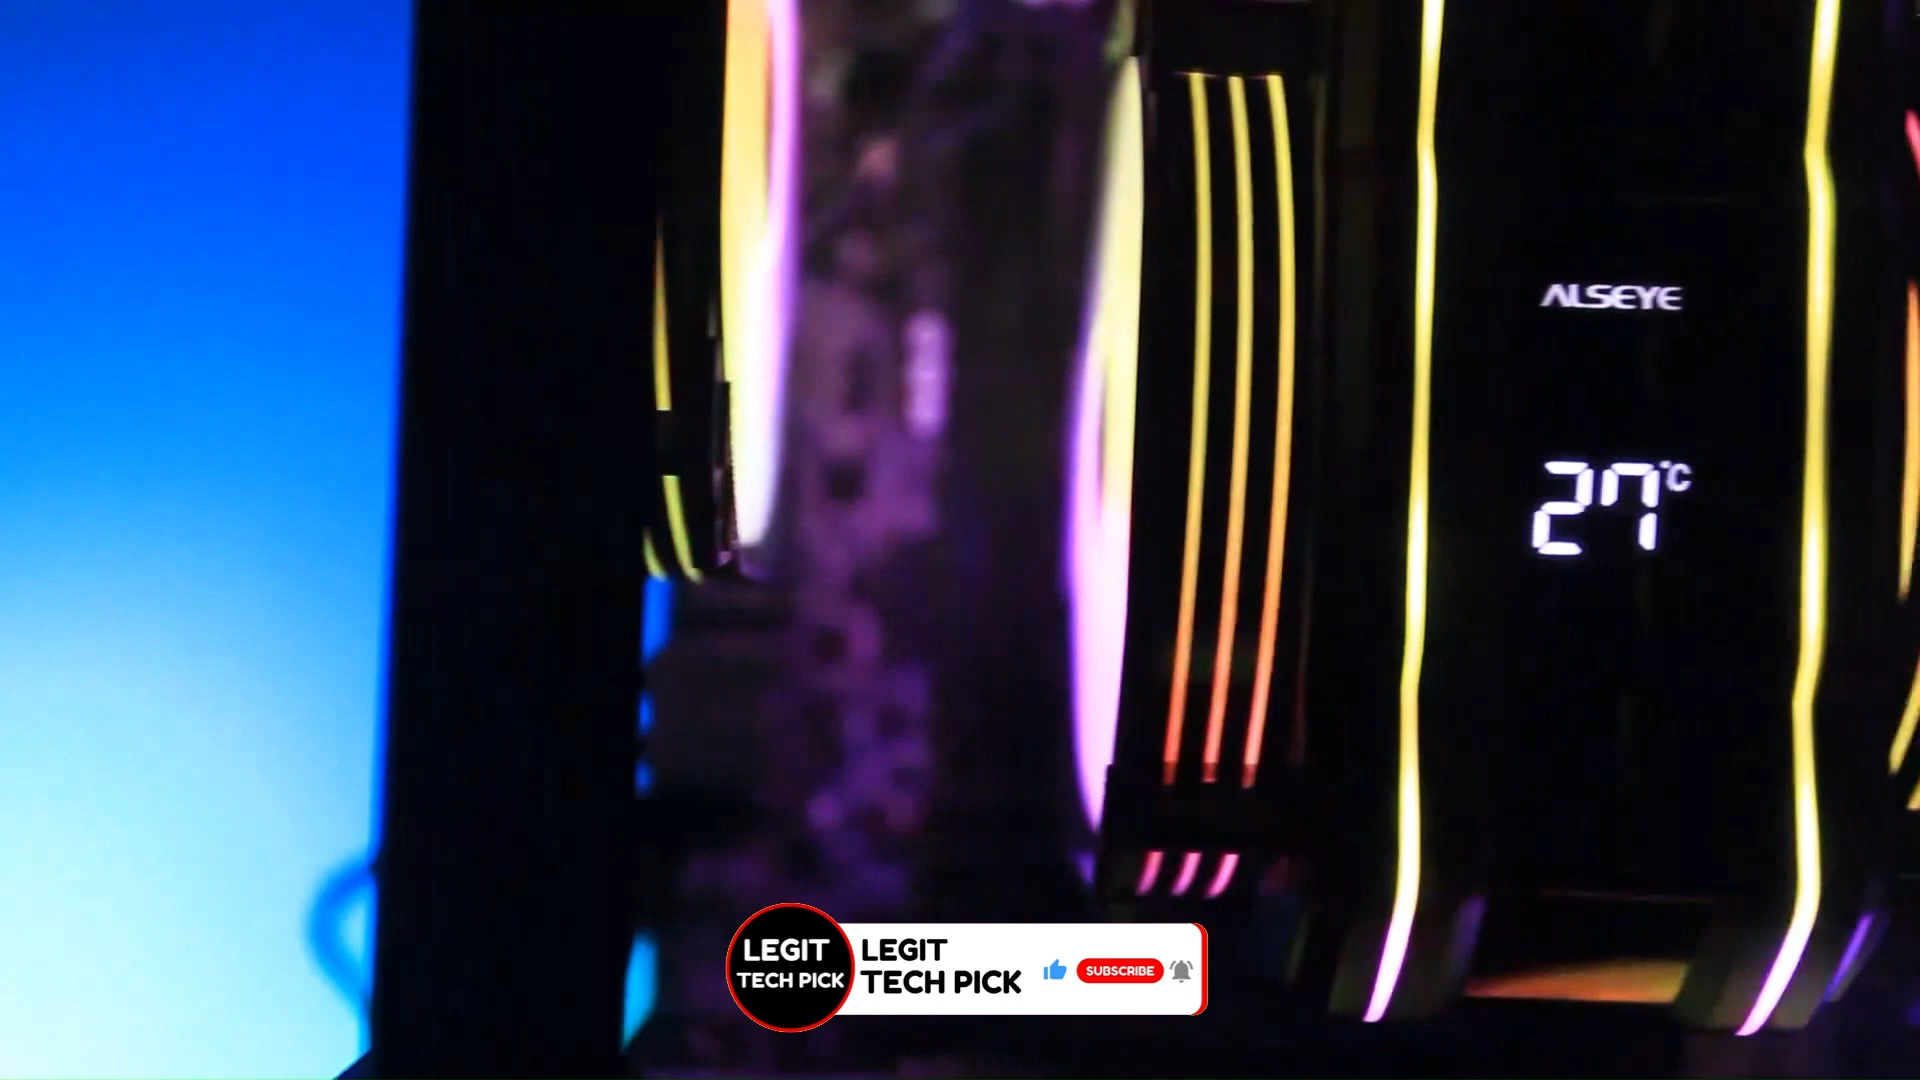 ALSEYE
27°C
LEGIT
TECH PICK
LEGIT
TECH PICK
SUBSCRIBE